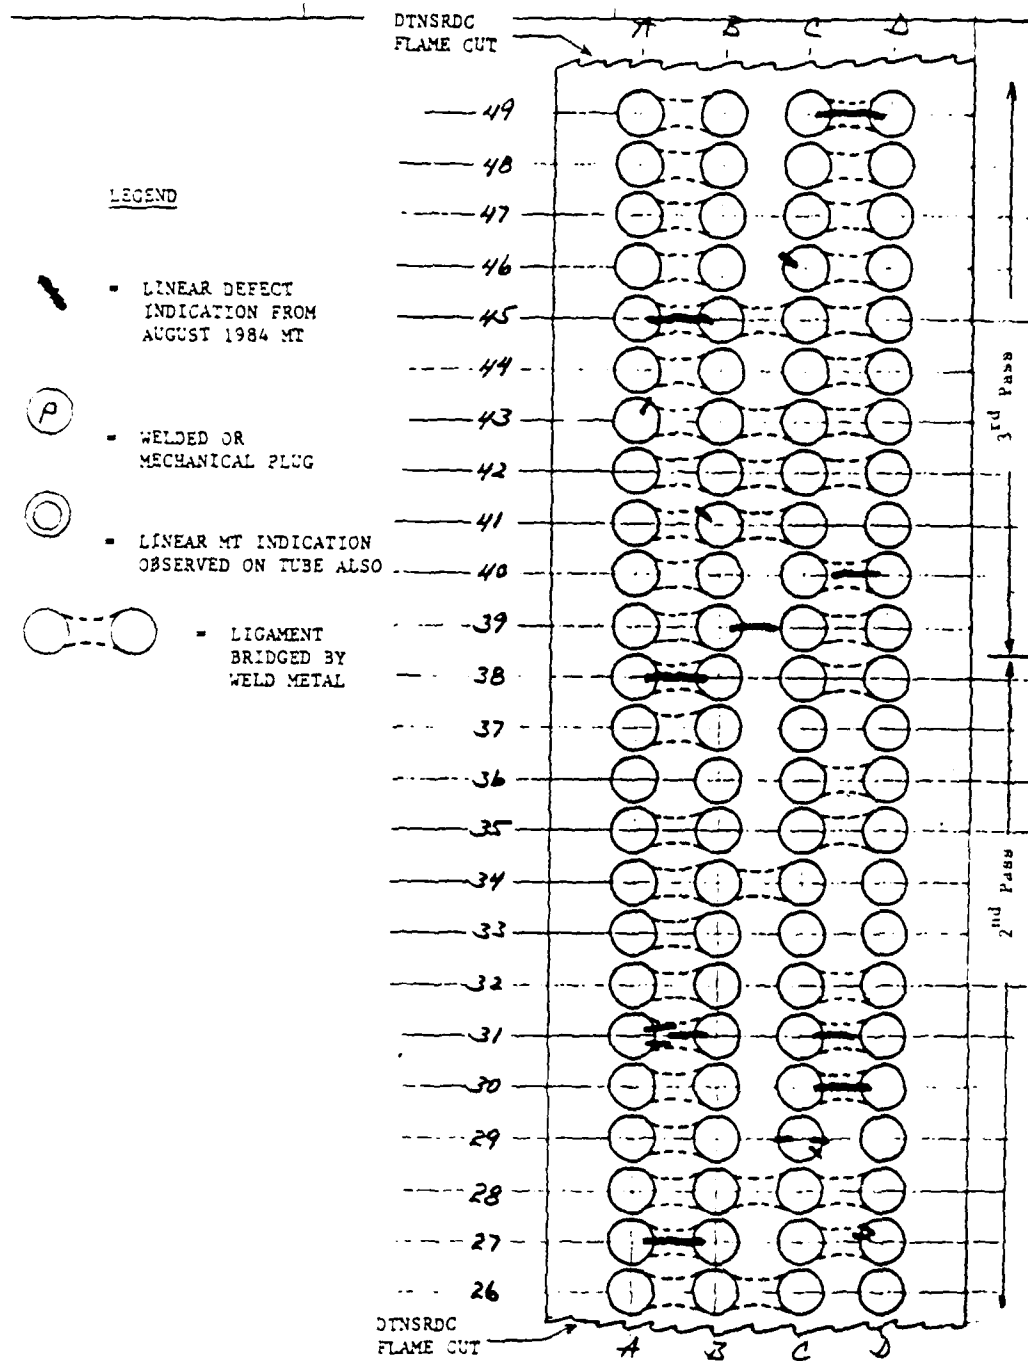 DTNSRDC
FLAME CUT
A B C D
49
48
LEGEND
47
46
= LINEAR DEFECT
INDICATION FROM
AUGUST 1984 MT
45
44
P
43
3rd Pass
= WELDED OR
MECHANICAL PLUG
42
41
= LINEAR MT INDICATION
OBSERVED ON TUBE ALSO
40
39
= LIGAMENT
BRIDGED BY
WELD METAL
38
37
36
35
34
2nd Pass
33
32
31
30
29
28
27
26
DTNSRDC
FLAME CUT
A B C D